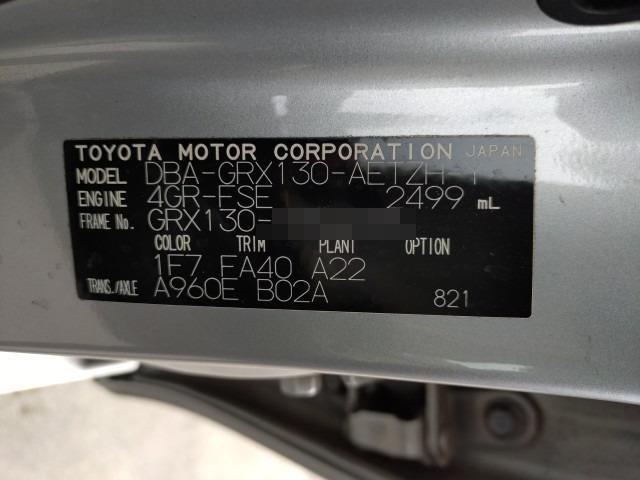 TOYOTA MOTOR CORPORATION JAPAN
MODEL DBA-GRX130-AETZH
ENGINE 4GR-FSE 2499 mL
FRAME No. GRX130-
COLOR TRIM PLANT OPTION
1F7 FA40 A22
TRANS./AXLE A960E B02A 821